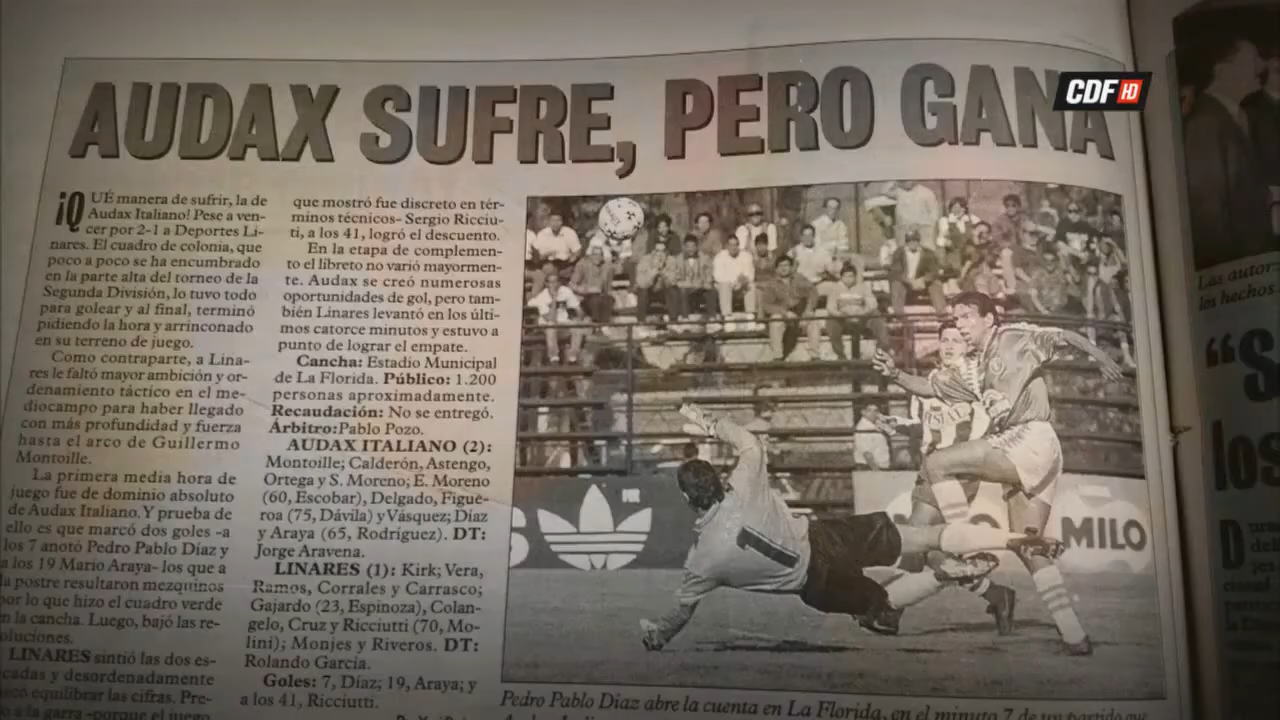 AUDAX SUFRE, PERO GANA
CDF HD
¡QUÉ manera de sufrir, la de
Audax Italiano! Pese a ven-
cer por 2-1 a Deportes Li-
nares. El cuadro de colonia, que
poco a poco se ha encumbrado
en la parte alta del torneo de la
Segunda División, lo tuvo todo
para golear y al final, terminó
pidiendo la hora y arrinconado
en su terreno de juego.
Como contraparte, a Lina-
res le faltó mayor ambición y or-
denamiento táctico en el me-
diocampo para haber llegado
con más profundidad y fuerza
hasta el arco de Guillermo
Montoille.
La primera media hora de
juego fue de dominio absoluto
de Audax Italiano. Y prueba de
ello es que marcó dos goles -a
los 7 anotó Pedro Pablo Díaz y
a los 19 Mario Araya- los que a
la postre resultaron mezquinos
por lo que hizo el cuadro verde
en la cancha. Luego, bajó las re-
oluciones.
LINARES sintió las dos es-
cadas y desordenadamente
equilibrar las cifras. Pre-
a la garra -porque el juego
que mostró fue discreto en tér-
minos técnicos- Sergio Ricciu-
ti, a los 41, logró el descuento.
En la etapa de complemen-
to el libreto no varió mayormen-
te. Audax se creó numerosas
oportunidades de gol, pero tam-
bién Linares levantó en los últi-
mos catorce minutos y estuvo a
punto de lograr el empate.
Cancha: Estadio Municipal
de La Florida. Público: 1.200
personas aproximadamente.
Recaudación: No se entregó.
Árbitro: Pablo Pozo.
AUDAX ITALIANO (2):
Montoille; Calderón, Astengo,
Ortega y S. Moreno; E. Moreno
(60, Escobar), Delgado, Figue-
roa (75, Dávila) y Vásquez; Díaz
y Araya (65, Rodríguez). DT:
Jorge Aravena.
LINARES (1): Kirk; Vera,
Ramos, Corrales y Carrasco;
Gajardo (23, Espinoza), Colan-
gelo, Cruz y Ricciutti (70, Mo-
lini); Monjes y Riveros. DT:
Rolando García.
Goles: 7, Díaz; 19, Araya; y
a los 41, Ricciutti.
1
MILO
Pedro Pablo Díaz abre la cuenta en La Florida, en el minuto 7 de un partido que
Las autor
los hechos.
"S
los